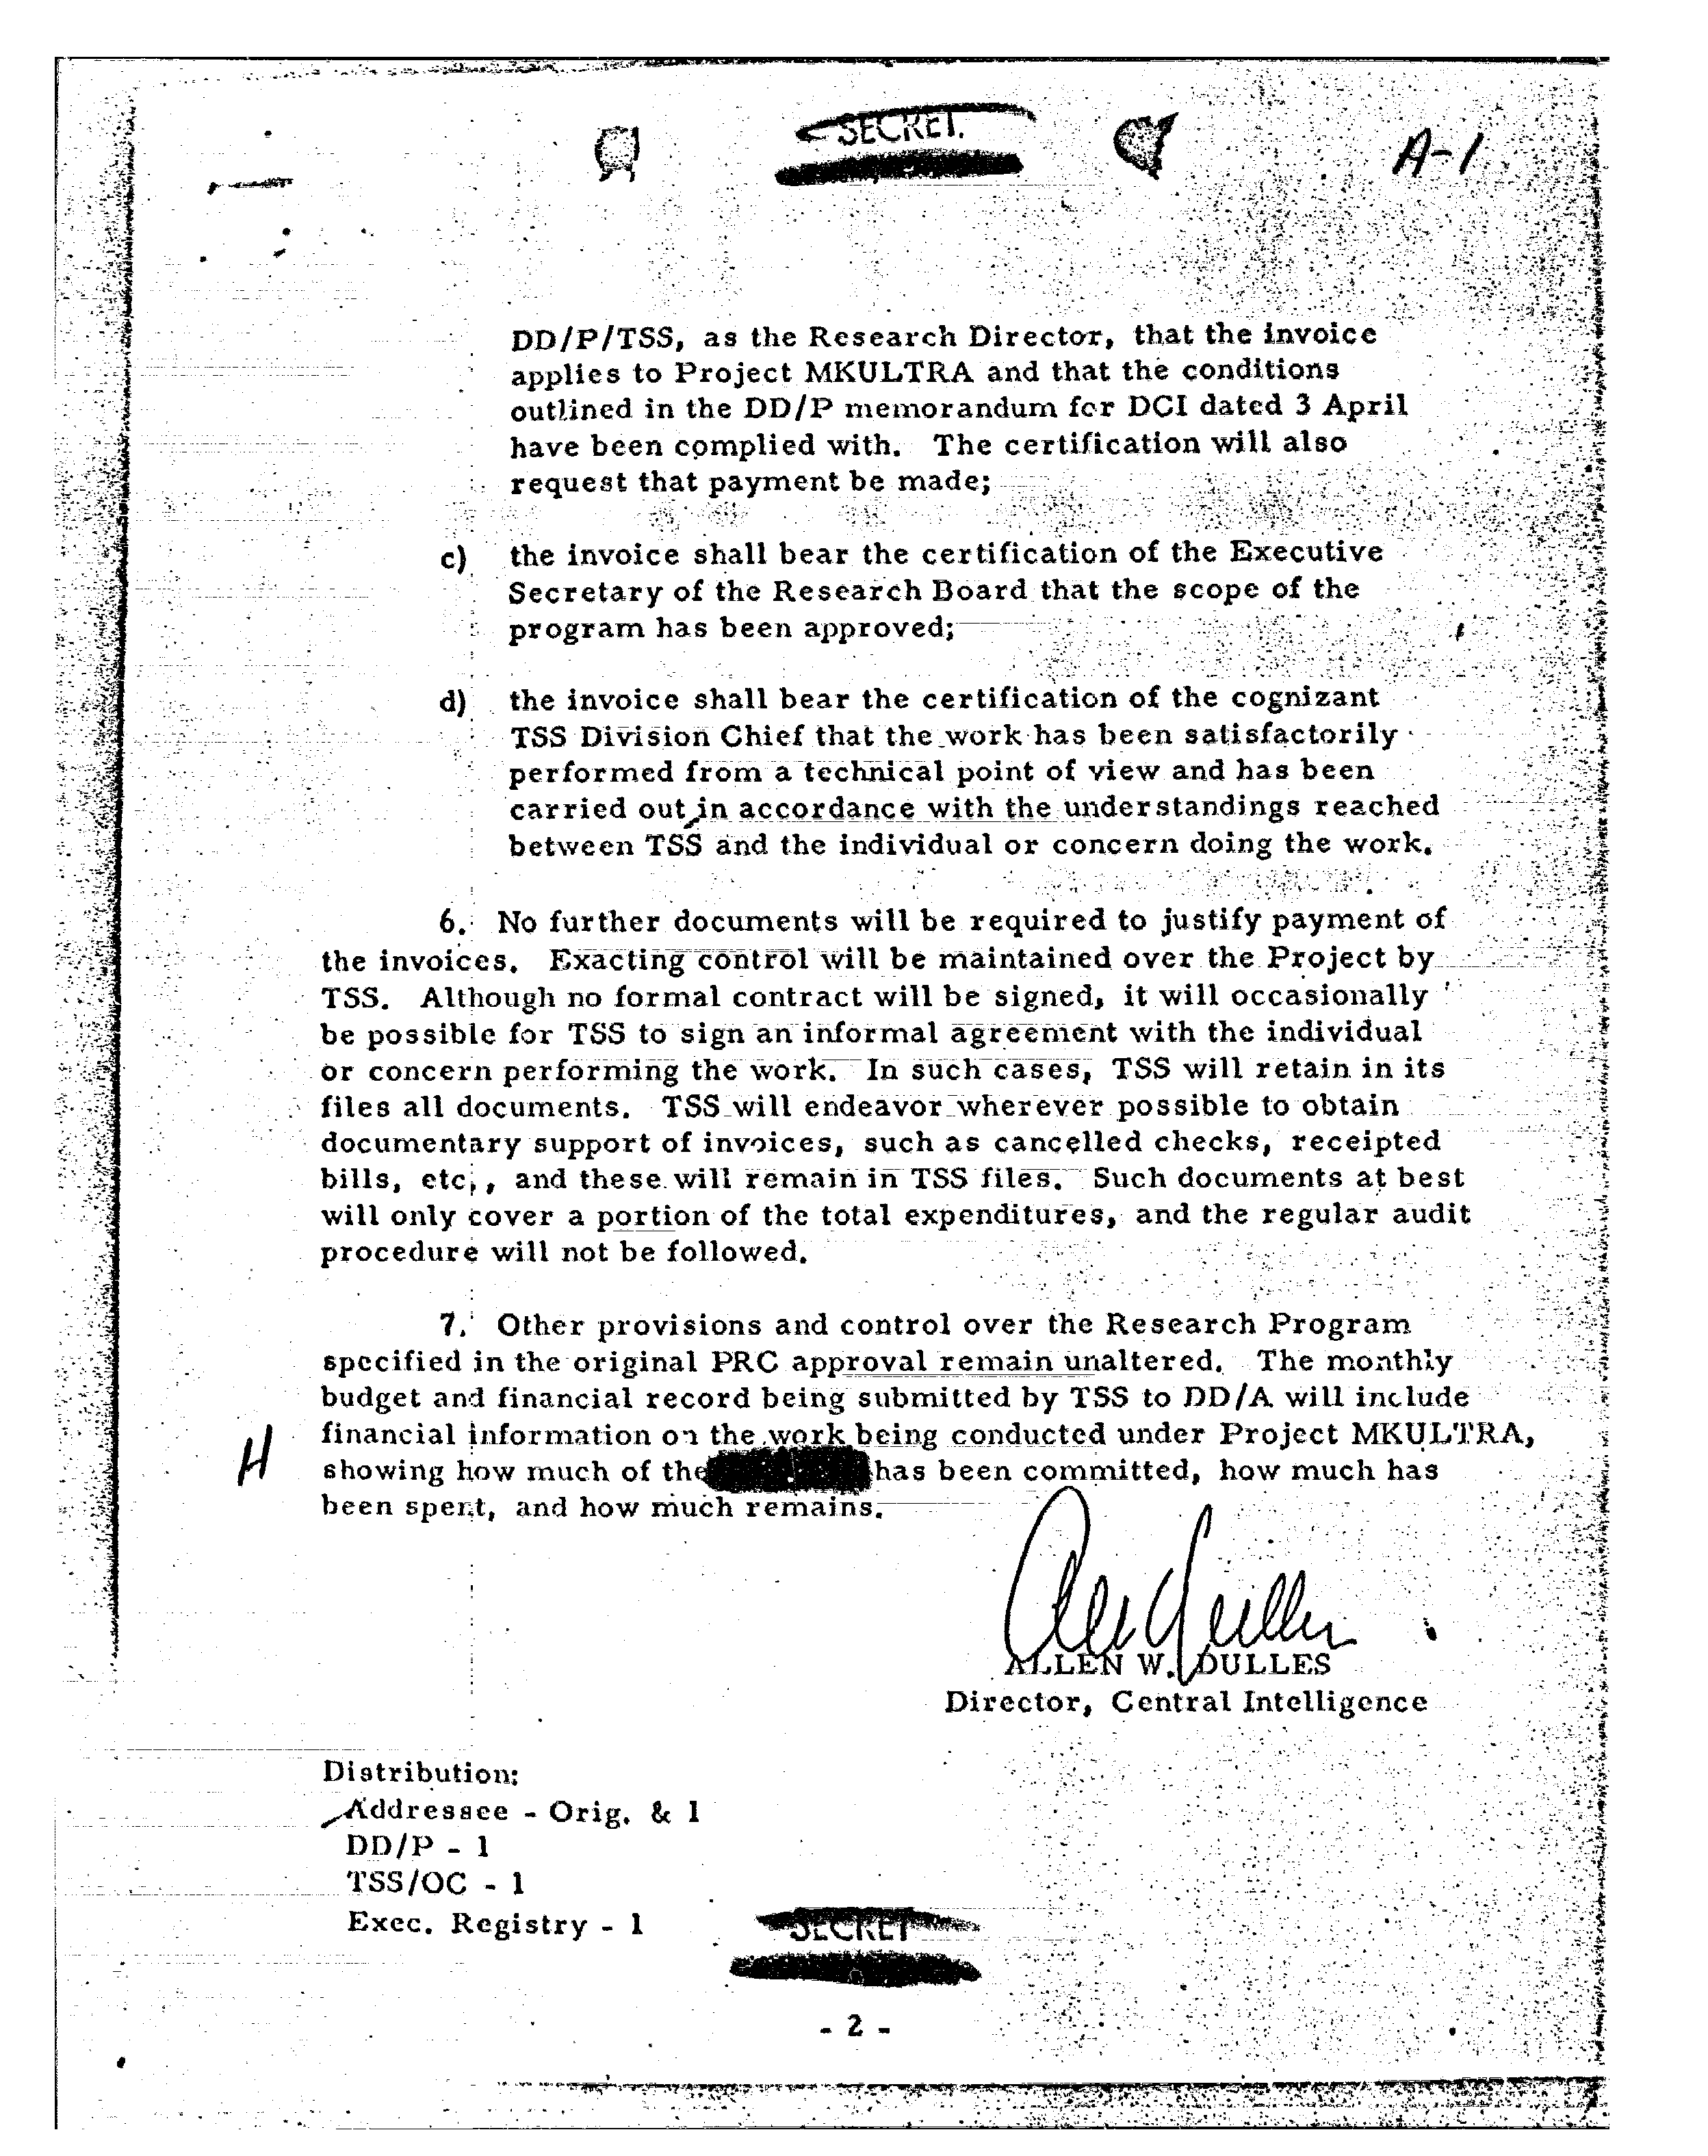 SECRET.
A-1
DD/P/TSS, as the Research Director, that the invoice
applies to Project MKULTRA and that the conditions
outlined in the DD/P memorandum for DCI dated 3 April
have been complied with. The certification will also
request that payment be made;
c) the invoice shall bear the certification of the Executive
Secretary of the Research Board that the scope of the
program has been approved;
d) the invoice shall bear the certification of the cognizant
TSS Division Chief that the work has been satisfactorily
performed from a technical point of view and has been
carried out in accordance with the understandings reached
between TSS and the individual or concern doing the work.
6. No further documents will be required to justify payment of
the invoices. Exacting control will be maintained over the Project by
TSS. Although no formal contract will be signed, it will occasionally
be possible for TSS to sign an informal agreement with the individual
or concern performing the work. In such cases, TSS will retain in its
files all documents. TSS will endeavor wherever possible to obtain
documentary support of invoices, such as cancelled checks, receipted
bills, etc., and these will remain in TSS files. Such documents at best
will only cover a portion of the total expenditures, and the regular audit
procedure will not be followed.
7. Other provisions and control over the Research Program
specified in the original PRC approval remain unaltered. The monthly
budget and financial record being submitted by TSS to DD/A will include
financial information on the work being conducted under Project MKULTRA,
H
showing how much of the has been committed, how much has
been spent, and how much remains.
ALLEN W. DULLES
Director, Central Intelligence
Distribution:
Addressee - Orig. & 1
DD/P - 1
TSS/OC - 1
Exec. Registry - 1
SECRET
- 2 -